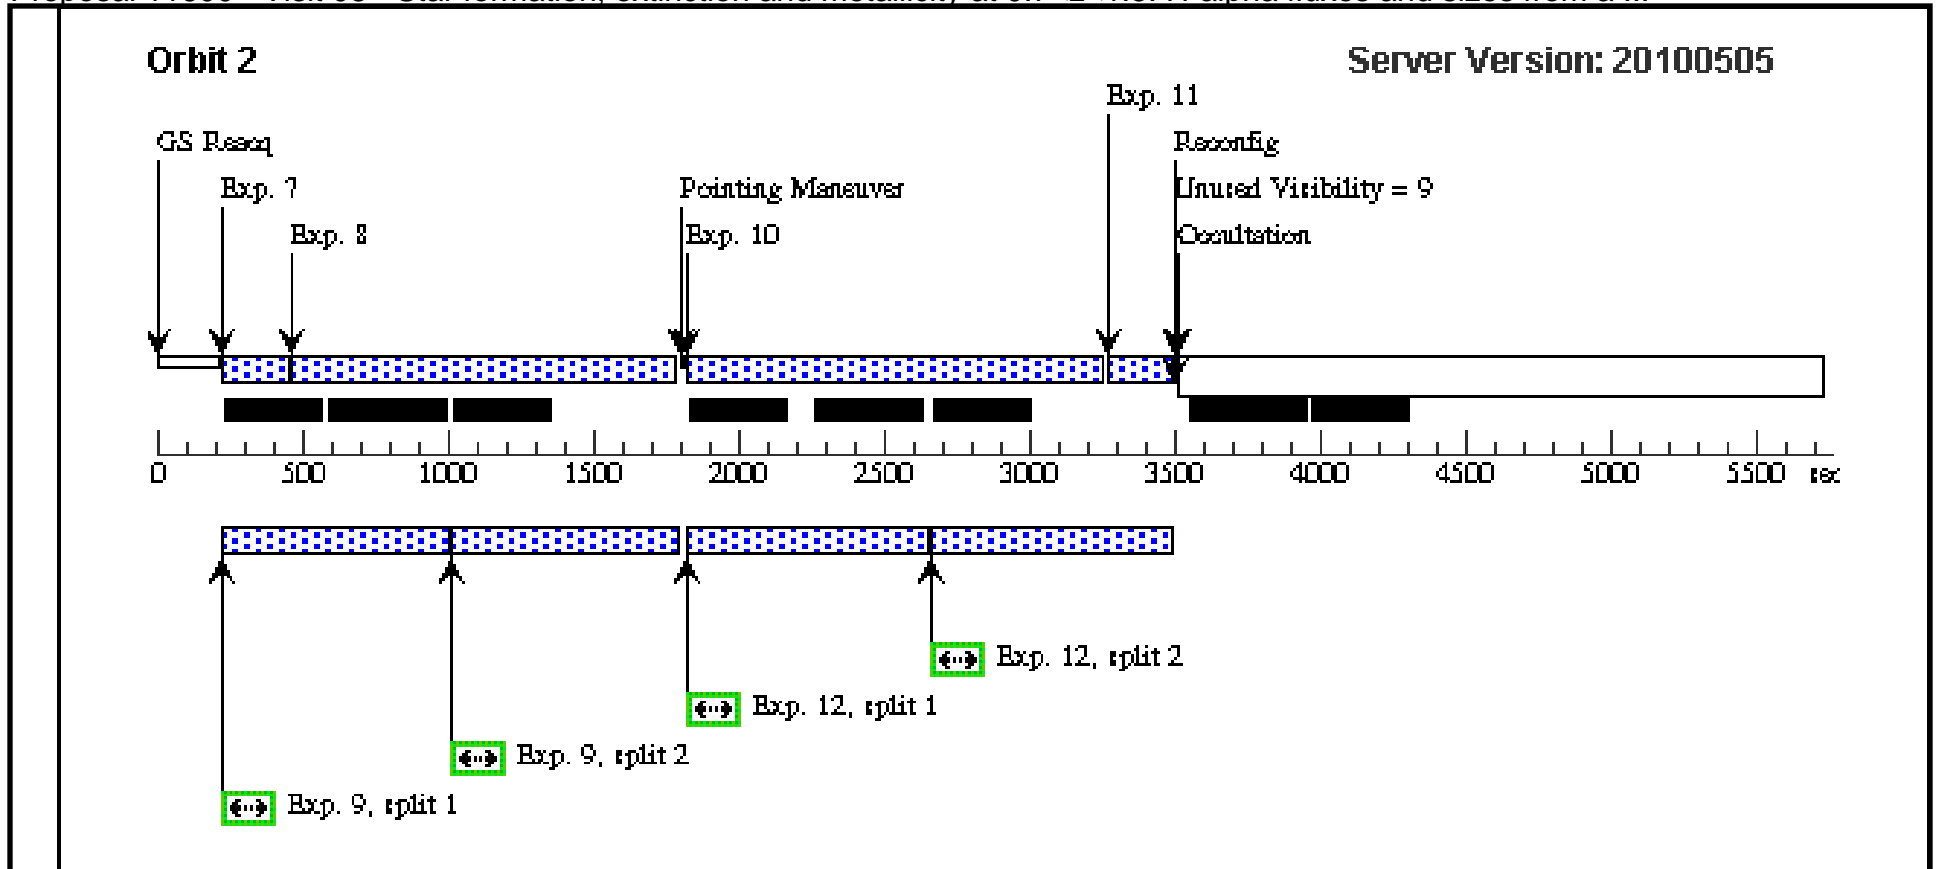 Orbit 2
Server Version: 20100505
Exp. 11
GS Reacq
Reconfig
Exp. 7
Pointing Maneuver
Unused Visibility = 9
Exp. 8
Exp. 10
Occultation
0 500 1000 1500 2000 2500 3000 3500 4000 4500 5000 5500 sec
Exp. 12, split 2
Exp. 12, split 1
Exp. 9, split 2
Exp. 9, split 1